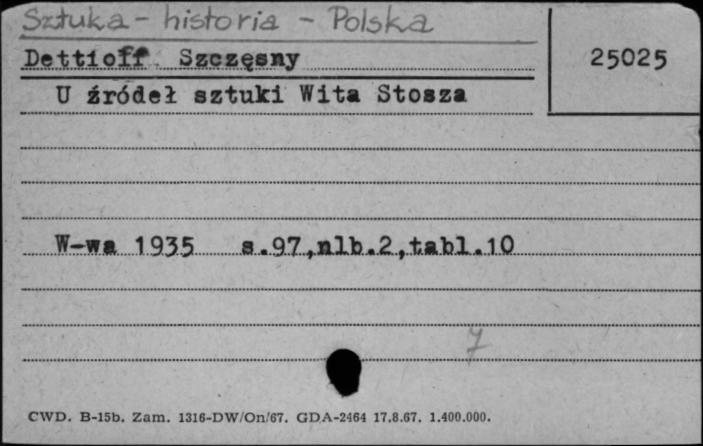 Sztuka - historia - Polska
Dettloff Szczęsny
25025
U źródeł sztuki Wita Stosza
W-wa 1935 s.97,nlb.2,tabl.10
7
CWD. B-15b. Zam. 1316-DW/On/67. GDA-2464 17.8.67. 1.400.000.